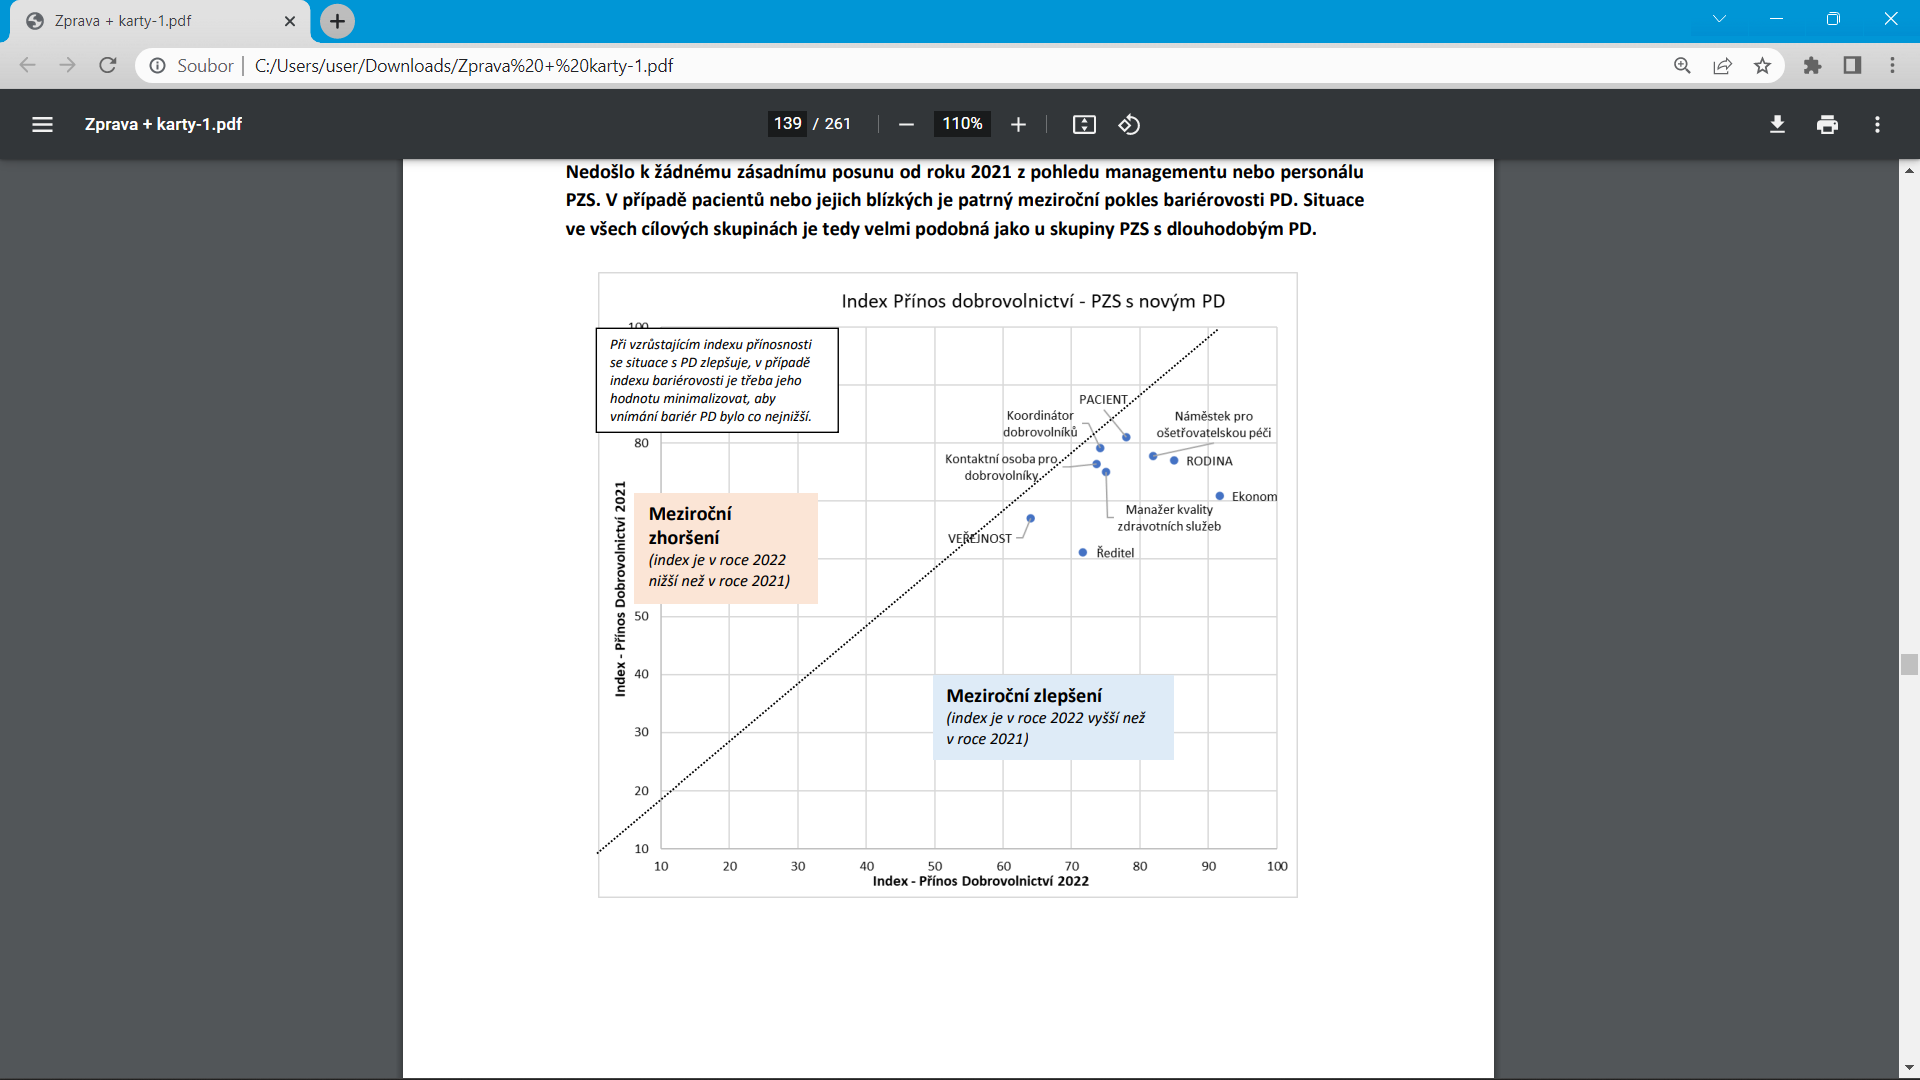 Zprava + karty-1.pdf
Soubor | C:/Users/user/Downloads/Zprava%20+%20karty-1.pdf
Zprava + karty-1.pdf
139 / 261
110%
Nedošlo k žádnému zásadnímu posunu od roku 2021 z pohledu managementu nebo personálu
PZS. V případě pacientů nebo jejich blízkých je patrný meziroční pokles bariérovosti PD. Situace
ve všech cílových skupinách je tedy velmi podobná jako u skupiny PZS s dlouhodobým PD.
Index Přínos dobrovolnictví - PZS s novým PD
100
Při vzrůstajícím indexu přínosnosti
se situace s PD zlepšuje, v případě
indexu bariérovosti je třeba jeho
hodnotu minimalizovat, aby
vnímání bariér PD bylo co nejnižší.
PACIENT
Koordinátor
dobrovolníků
Náměstek pro
ošetřovatelskou péči
80
Kontaktní osoba pro
dobrovolníky
RODINA
Ekonom
Manažer kvality
zdravotních služeb
VEŘEJNOST
Ředitel
Meziroční
zhoršení
(index je v roce 2022
nižší než v roce 2021)
Index - Přínos Dobrovolnictví 2021
50
40
Meziroční zlepšení
(index je v roce 2022 vyšší než
v roce 2021)
30
20
10
10 20 30 40 50 60 70 80 90 100
Index - Přínos Dobrovolnictví 2022